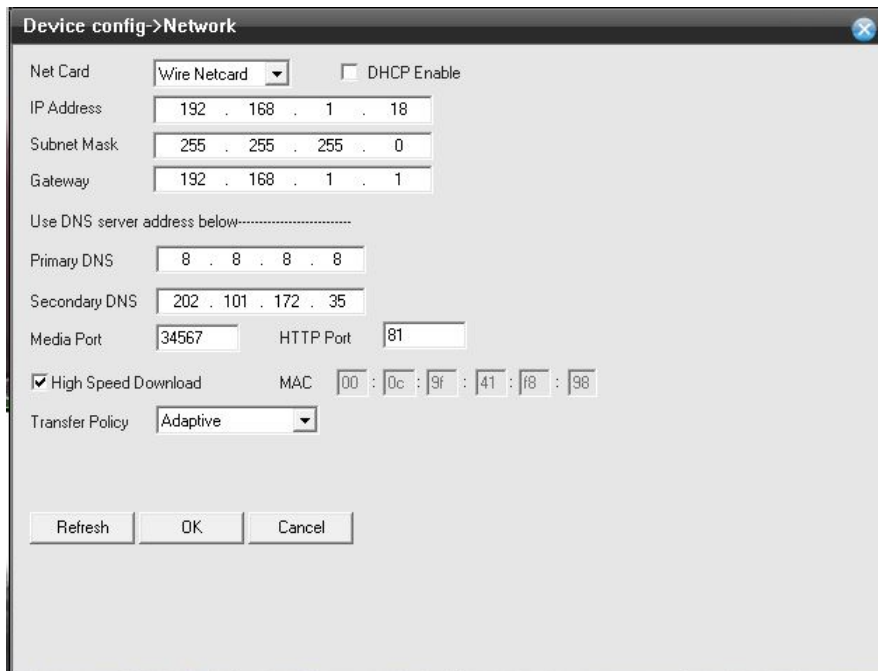 Device config->Network
Net Card Wire Netcard DHCP Enable
IP Address 192 . 168 . 1 . 18
Subnet Mask 255 . 255 . 255 . 0
Gateway 192 . 168 . 1 . 1
Use DNS server address below---------------------------
Primary DNS 8 . 8 . 8 . 8
Secondary DNS 202 . 101 . 172 . 35
Media Port 34567 HTTP Port 81
High Speed Download MAC 00 : 0c : 9f : 41 : f8 : 98
Transfer Policy Adaptive
Refresh OK Cancel